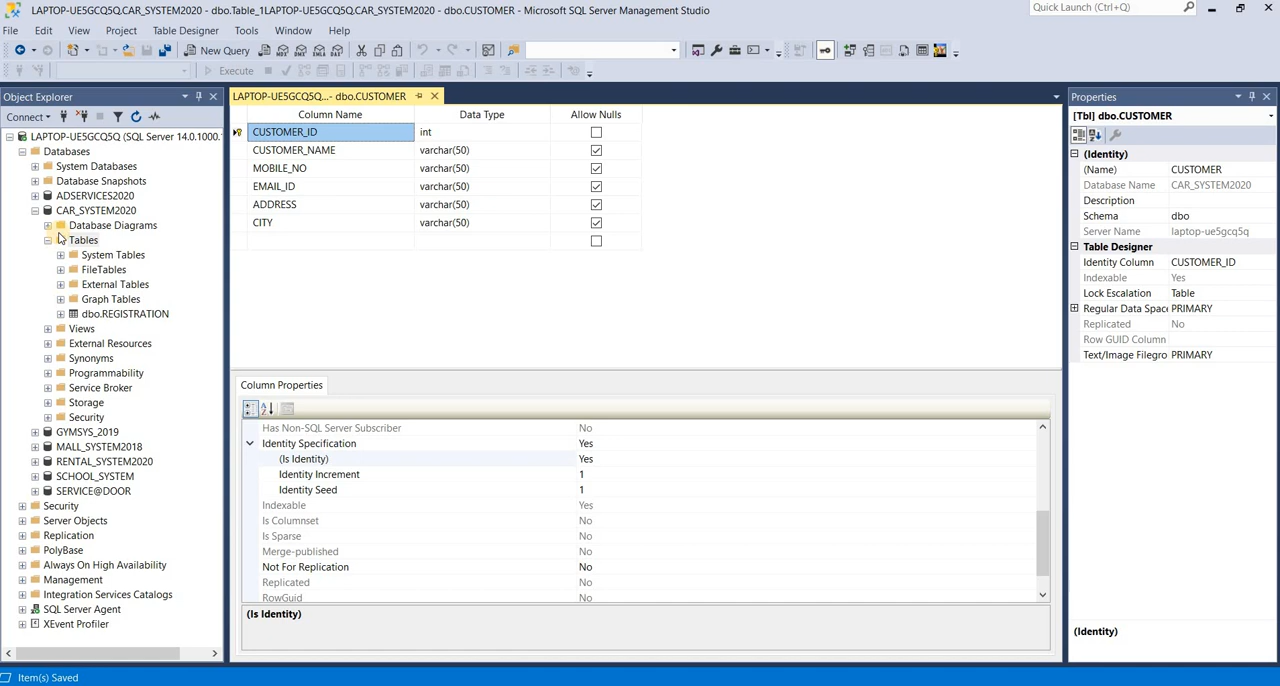 LAPTOP-UE5GCQ5Q.CAR_SYSTEM2020 - dbo.Table_1LAPTOP-UE5GCQ5Q.CAR_SYSTEM2020 - dbo.CUSTOMER - Microsoft SQL Server Management Studio
Quick Launch (Ctrl+Q)
File Edit View Project Table Designer Tools Window Help
New Query
MDX DMX XMLA DAX
Execute
Object Explorer
Connect
LAPTOP-UE5GCQ5Q (SQL Server 14.0.1000.
Databases
System Databases
Database Snapshots
ADSERVICES2020
CAR_SYSTEM2020
Database Diagrams
Tables
System Tables
FileTables
External Tables
Graph Tables
dbo.REGISTRATION
Views
External Resources
Synonyms
Programmability
Service Broker
Storage
Security
GYMSYS_2019
MALL_SYSTEM2018
RENTAL_SYSTEM2020
SCHOOL_SYSTEM
SERVICE@DOOR
Security
Server Objects
Replication
PolyBase
Always On High Availability
Management
Integration Services Catalogs
SQL Server Agent
XEvent Profiler
LAPTOP-UE5GCQ5Q...- dbo.CUSTOMER
Column Name Data Type Allow Nulls
CUSTOMER_ID int
CUSTOMER_NAME varchar(50)
MOBILE_NO varchar(50)
EMAIL_ID varchar(50)
ADDRESS varchar(50)
CITY varchar(50)
Column Properties
Has Non-SQL Server Subscriber No
Identity Specification Yes
(Is Identity) Yes
Identity Increment 1
Identity Seed 1
Indexable Yes
Is Columnset No
Is Sparse No
Merge-published No
Not For Replication No
Replicated No
RowGuid No
(Is Identity)
Properties
[Tbl] dbo.CUSTOMER
(Identity)
(Name) CUSTOMER
Database Name CAR_SYSTEM2020
Description
Schema dbo
Server Name laptop-ue5gcq5q
Table Designer
Identity Column CUSTOMER_ID
Indexable Yes
Lock Escalation Table
Regular Data Space PRIMARY
Replicated No
Row GUID Column
Text/Image Filegro PRIMARY
(Identity)
Item(s) Saved